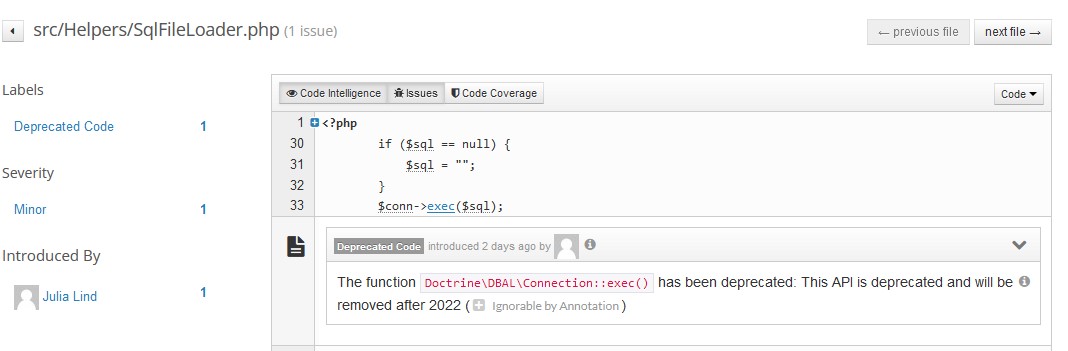 src/Helpers/SqlFileLoader.php (1 issue)
← previous file
next file →
Labels
Deprecated Code 1
Severity
Minor 1
Introduced By
Julia Lind 1
Code Intelligence Issues Code Coverage
Code
1 <?php
30 if ($sql == null) {
31 $sql = "";
32 }
33 $conn->exec($sql);
Deprecated Code introduced 2 days ago by
The function Doctrine\DBAL\Connection::exec() has been deprecated: This API is deprecated and will be
removed after 2022 ( Ignorable by Annotation )